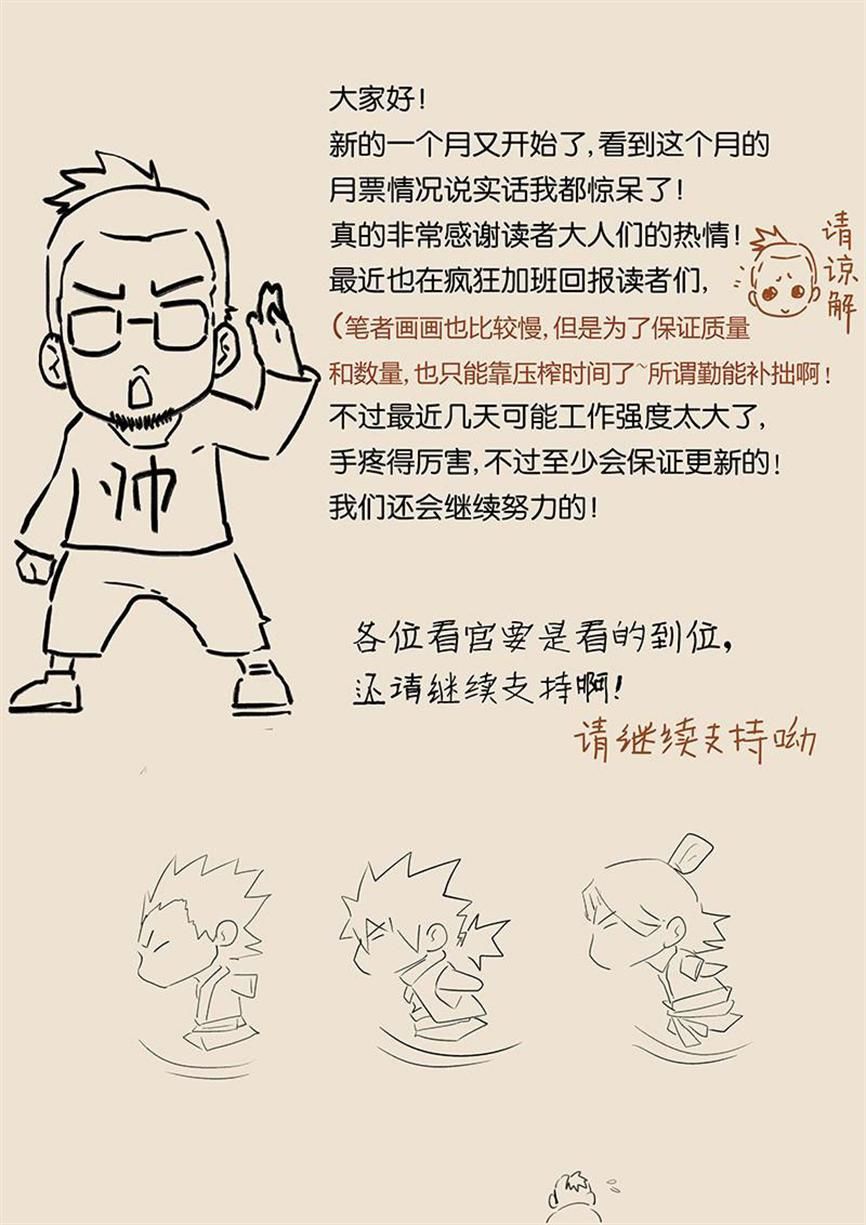 大家好！
新的一个月又开始了,看到这个月的
月票情况说实话我都惊呆了！
真的非常感谢读者大人们的热情！
最近也在疯狂加班回报读者们,
(笔者画画也比较慢,但是为了保证质量
和数量,也只能靠压榨时间了~所谓勤能补拙啊！
不过最近几天可能工作强度太大了,
手疼得厉害,不过至少会保证更新的！
我们还会继续努力的！
请谅解
帅
各位看官要是看的到位,
还请继续支持啊！
请继续支持呦